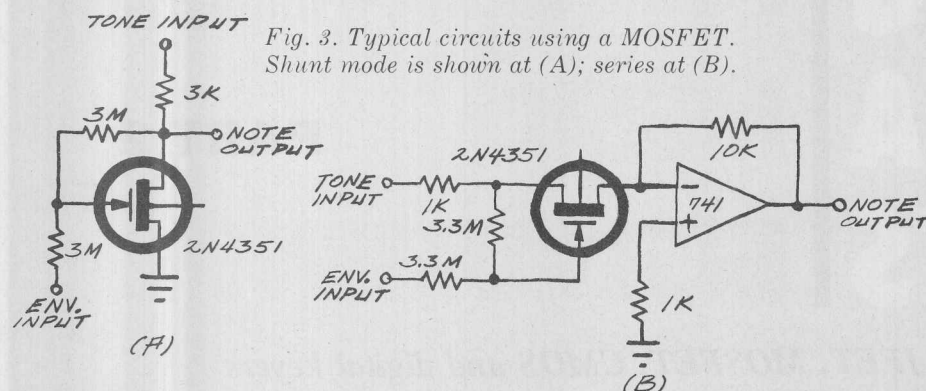 Fig. 3. Typical circuits using a MOSFET.
Shunt mode is shown at (A); series at (B).
TONE INPUT
3K
3M
NOTE
OUTPUT
2N4351
3M
ENV.
INPUT
(A)
2N4351
10K
TONE
INPUT
1K
3.3M
3.3M
ENV.
INPUT
-
741
+
NOTE
OUTPUT
1K
(B)